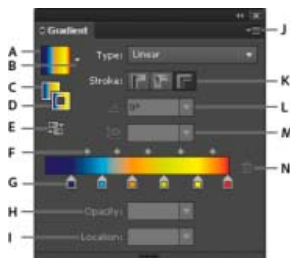 Gradient
J
A
Type: Linear
B
Stroke:
K
C
D
0°
L
E
M
F
G
N
H
Opacity:
I
Location: